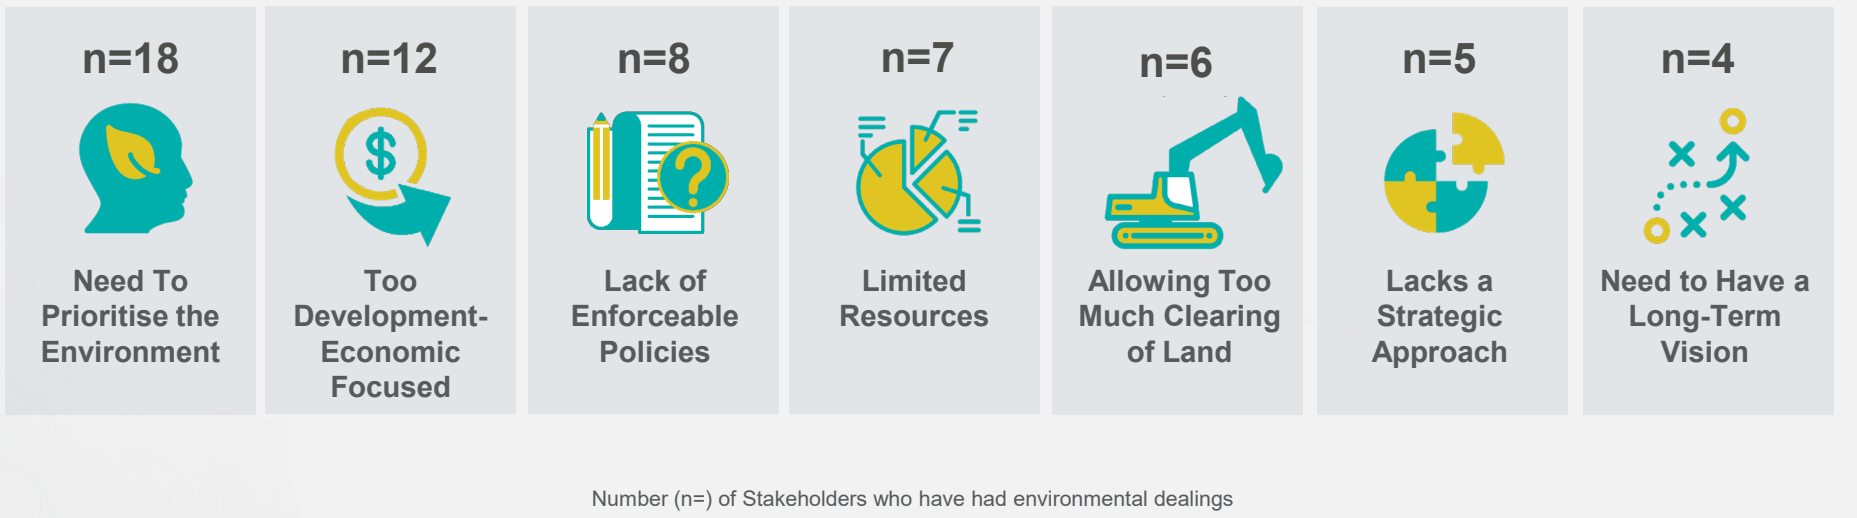 n=18
Need To
Prioritise the
Environment
n=12
$
Too
Development-
Economic
Focused
n=8
?
Lack of
Enforceable
Policies
n=7
Limited
Resources
n=6
Allowing Too
Much Clearing
of Land
n=5
Lacks a
Strategic
Approach
n=4
Need to Have a
Long-Term
Vision
Number (n=) of Stakeholders who have had environmental dealings